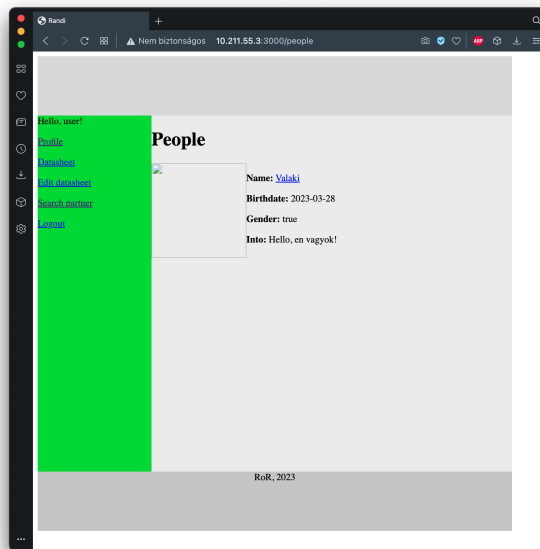 Randi
Nem biztonságos 10.211.55.3:3000/people
ABP
Hello, user!
Profile
Datasheet
Edit datasheet
Search partner
Logout
People
Name: Valaki
Birthdate: 2023-03-28
Gender: true
Into: Hello, en vagyok!
RoR, 2023